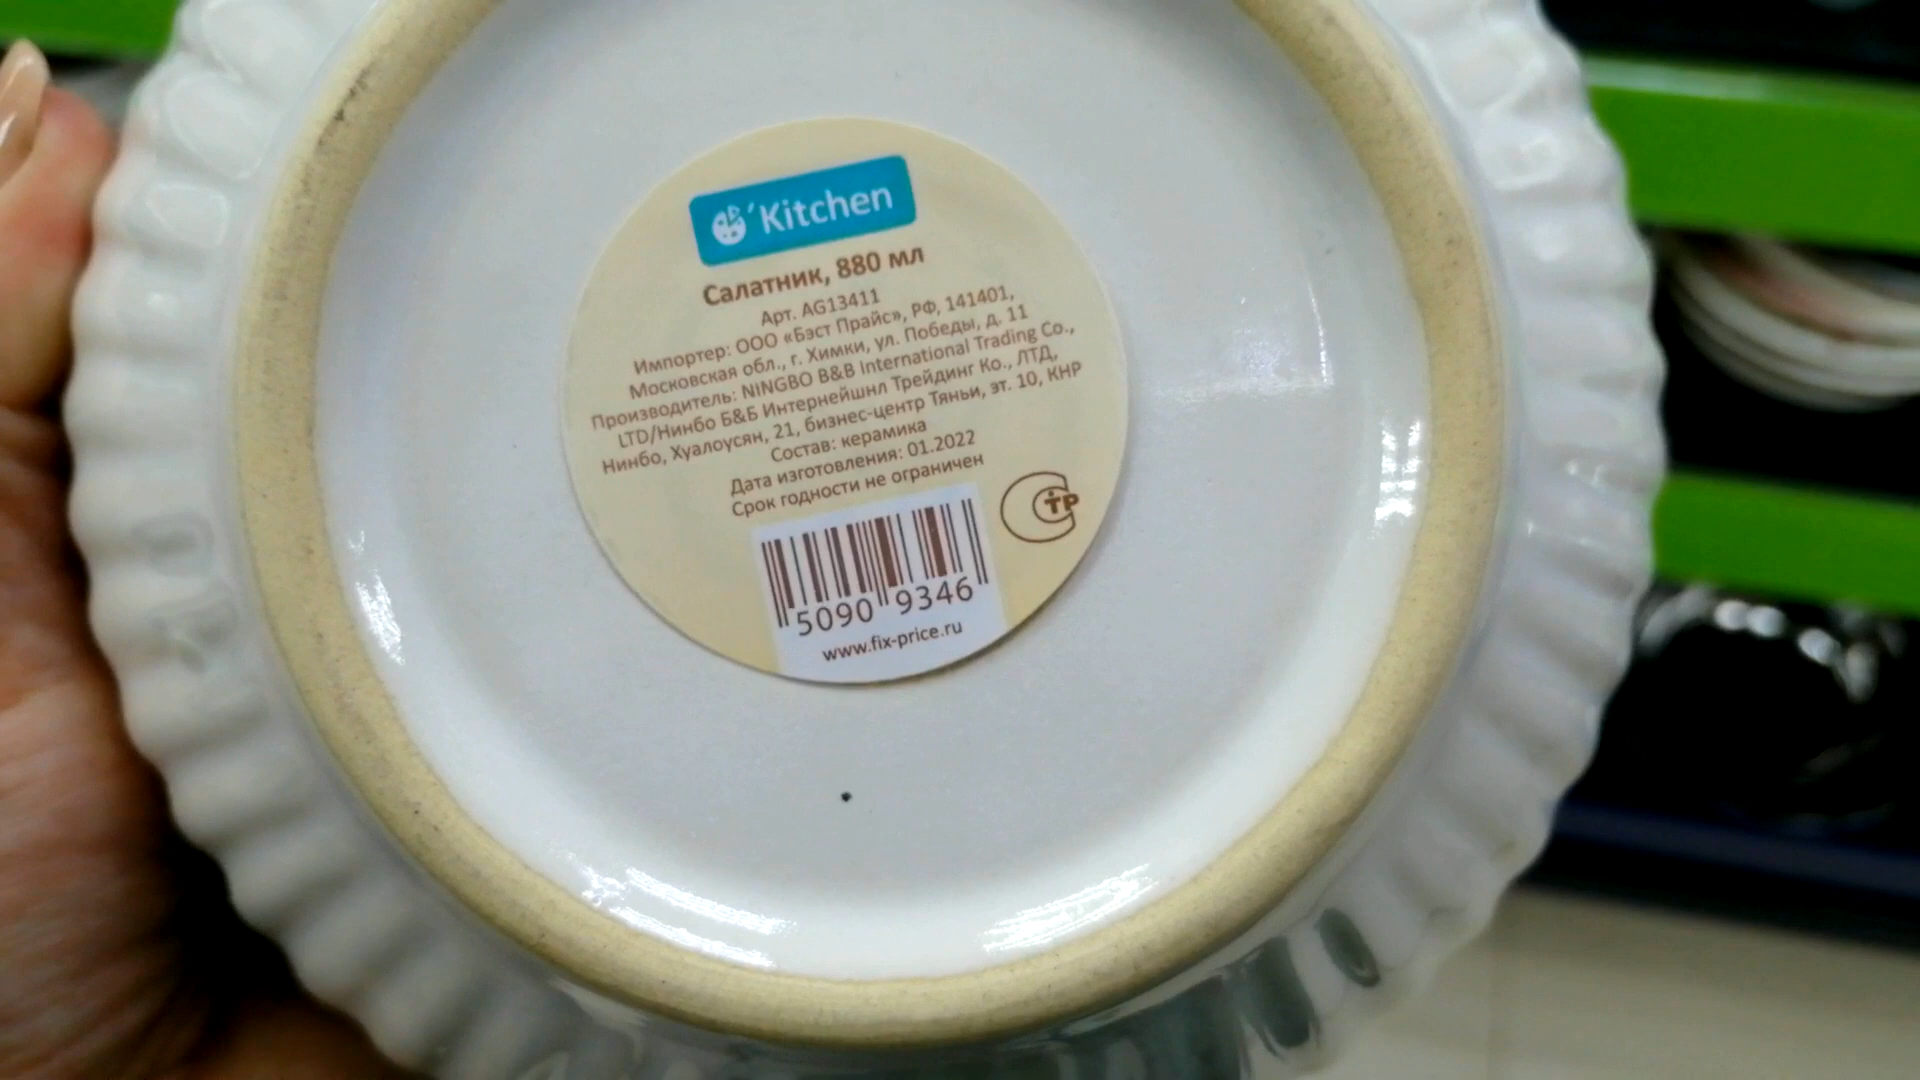 'Kitchen
Салатник, 880 мл
Арт. AG13411
Импортер: ООО «Бэст Прайс», РФ, 141401,
Московская обл., г. Химки, ул. Победы, д. 11
Производитель: NINGBO B&B International Trading Co.,
LTD/Нинбо Б&Б Интернейшнл Трейдинг Ко., ЛТД,
Нинбо, Хуалоусян, 21, бизнес-центр Тяньи, эт. 10, КНР
Состав: керамика
Дата изготовления: 01.2022
Срок годности не ограничен
СТР
5090 9346
www.fix-price.ru